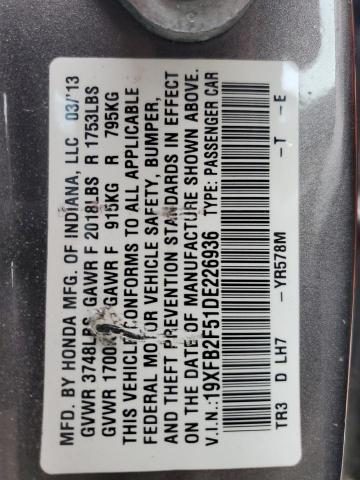 MFD. BY HONDA MFG. OF INDIANA, LLC 03/'13
GVWR 3748LBS GAWR F 2018LBS R 1753LBS
GVWR 1700KG GAWR F 915KG R 795KG
THIS VEHICLE CONFORMS TO ALL APPLICABLE
FEDERAL MOTOR VEHICLE SAFETY, BUMPER,
AND THEFT PREVENTION STANDARDS IN EFFECT
ON THE DATE OF MANUFACTURE SHOWN ABOVE.
V.I.N.: 19XFB2F51DE226936 TYPE: PASSENGER CAR
TR3 D LH7 -YR578M -T -E